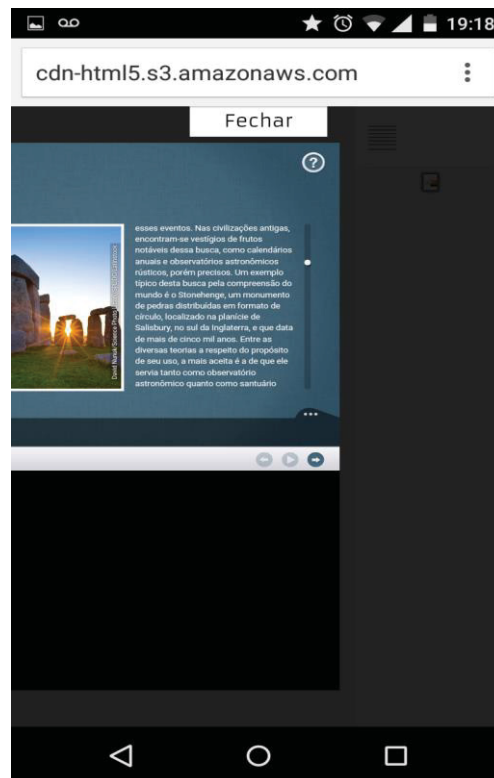 19:18
cdn-html5.s3.amazonaws.com
Fechar
?
esses eventos. Nas civilizações antigas,
encontram-se vestígios de frutos
notáveis dessa busca, como calendários
anuais e observatórios astronômicos
rústicos, porém precisos. Um exemplo
típico desta busca pela compreensão do
mundo é o Stonehenge, um monumento
de pedras distribuídas em formato de
círculo, localizado na planície de
Salisbury, no sul da Inglaterra, e que data
de mais de cinco mil anos. Entre as
diversas teorias a respeito do propósito
de seu uso, a mais aceita é a de que ele
servia tanto como observatório
astronômico quanto como santuário
David Nunuk/Science Photo